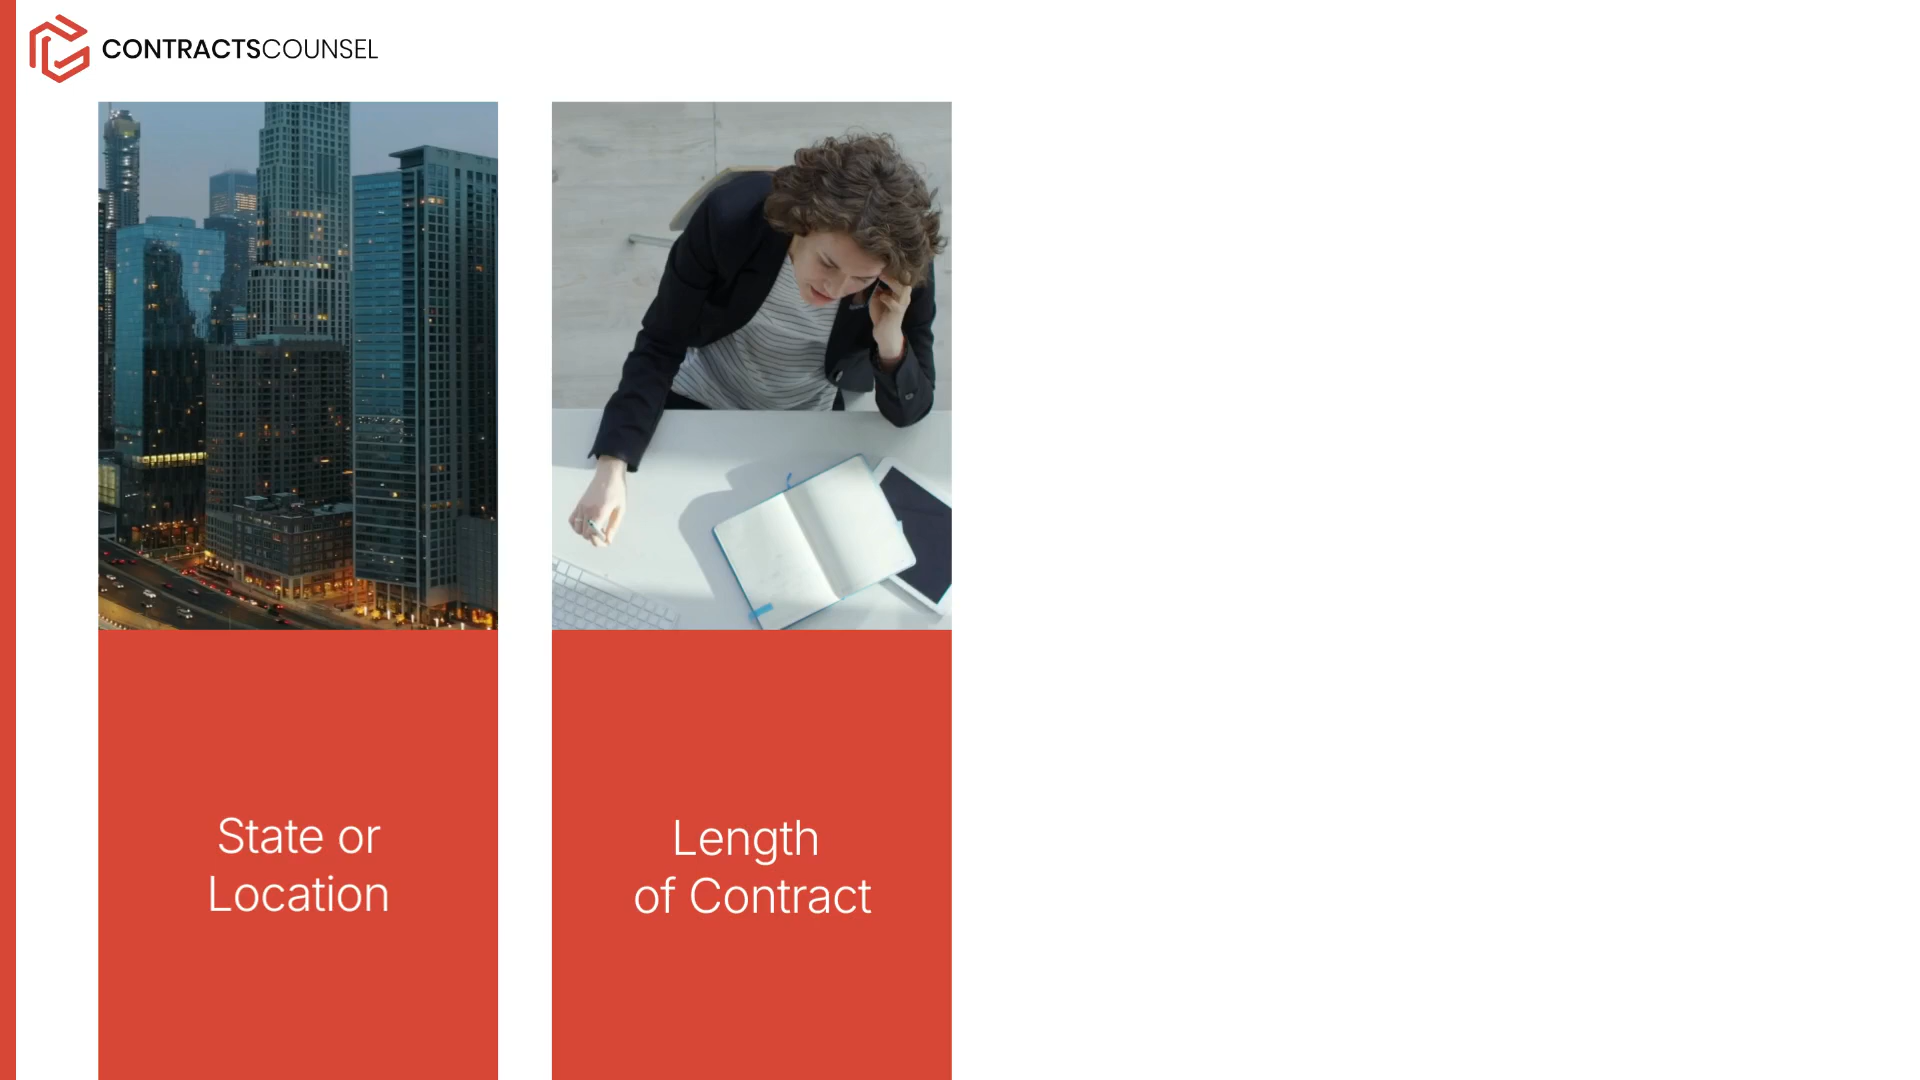 CONTRACTSCOUNSEL
State or
Location
Length
of Contract